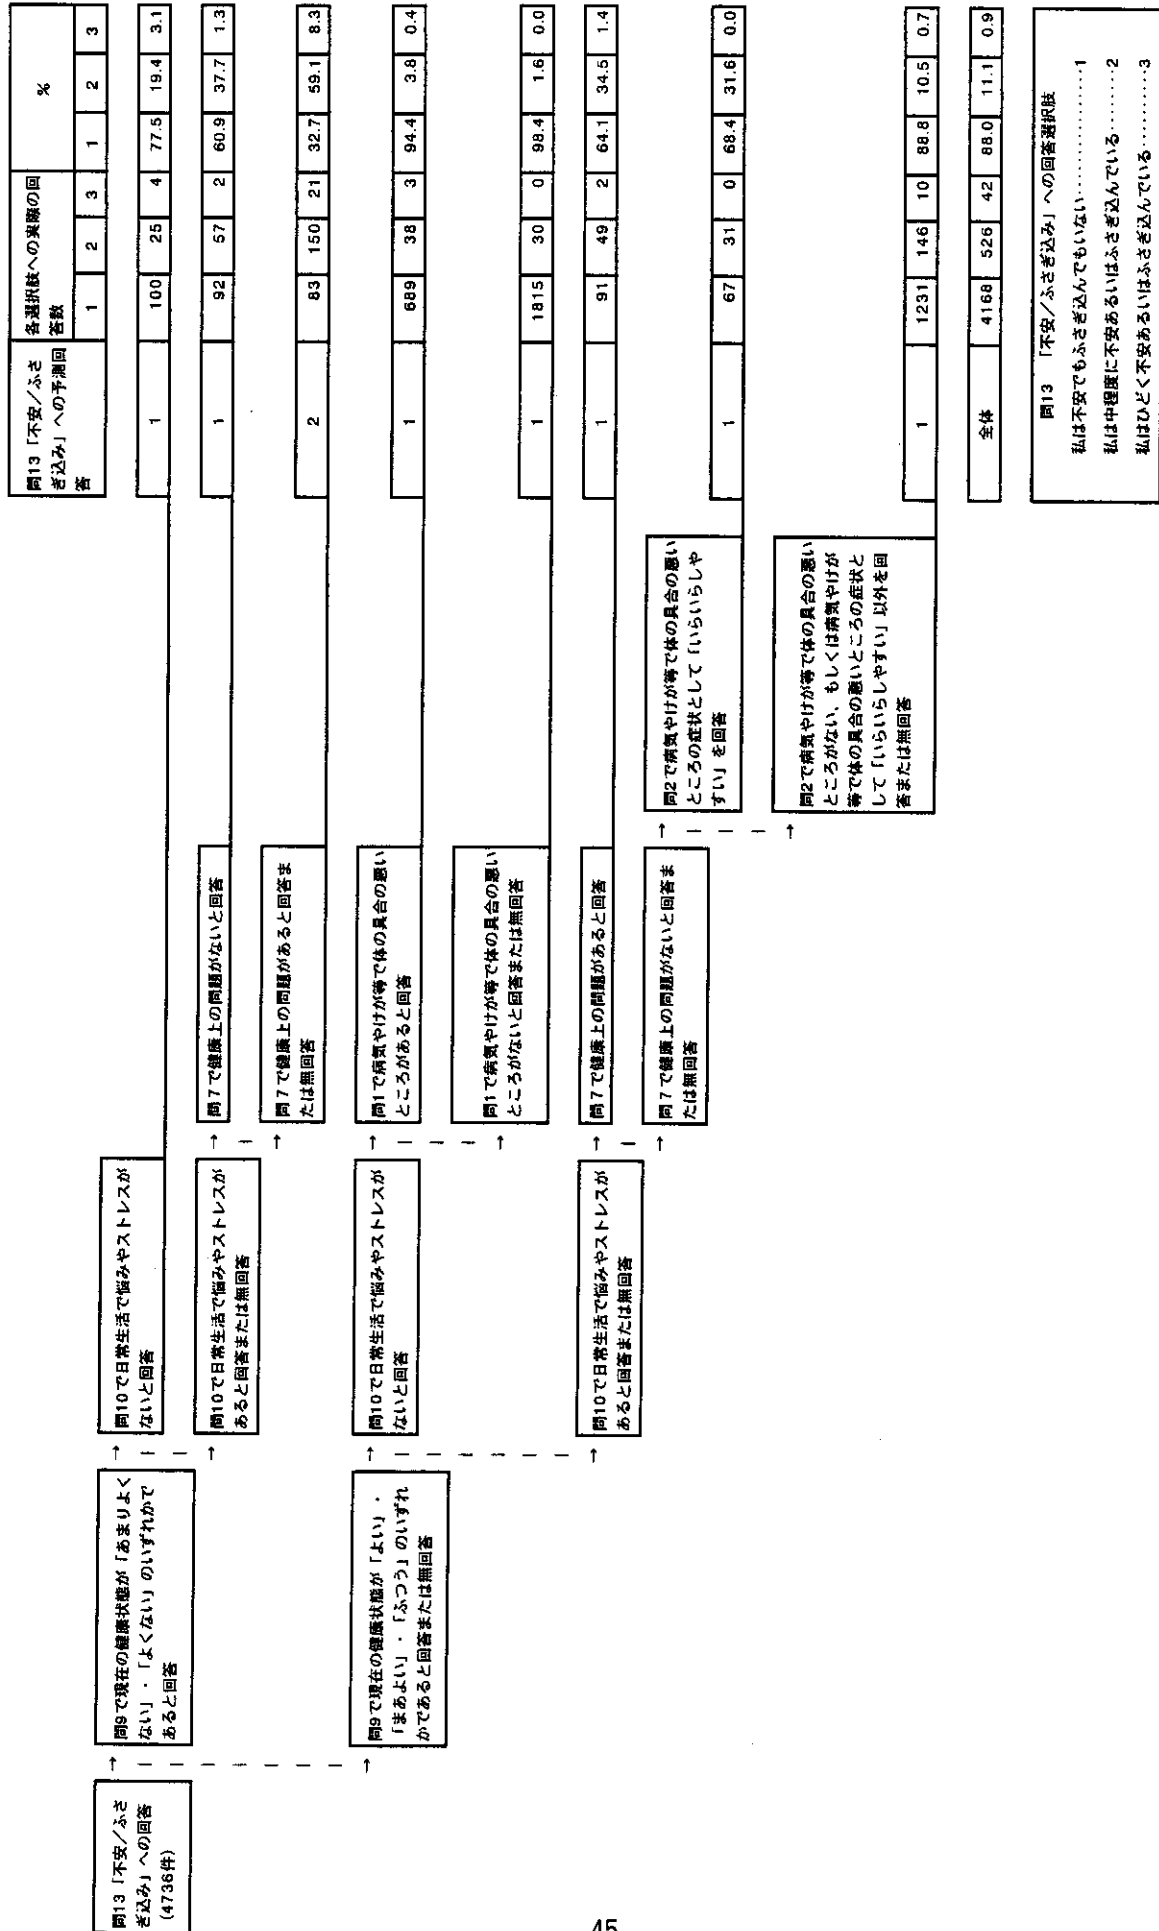 問13「不安/ふさ
ぎ込み」への回答
(4736件)
問9で現在の健康状態が「あまりよく
ない」・「よくない」のいずれかで
あると回答
問9で現在の健康状態が「よい」・
「まあよい」・「ふつう」のいずれ
かであると回答または無回答
問10で日常生活で悩みやストレスが
ないと回答
問10で日常生活で悩みやストレスが
あると回答または無回答
問10で日常生活で悩みやストレスが
ないと回答
問10で日常生活で悩みやストレスが
あると回答または無回答
問7で健康上の問題がないと回答
問7で健康上の問題があると回答ま
たは無回答
問1で病気やけが等で体の具合の悪い
ところがあると回答
問1で病気やけが等で体の具合の悪い
ところがないと回答または無回答
問7で健康上の問題があると回答
問7で健康上の問題がないと回答ま
たは無回答
問2で病気やけが等で体の具合の悪い
ところの症状として「いらいらしや
すい」を回答
問2で病気やけが等で体の具合の悪い
ところがない、もしくは病気やけが
等で体の具合の悪いところの症状と
して「いらいらしやすい」以外を回
答または無回答
問13「不安/ふさ
ぎ込み」への予測回
答
各選択肢への実際の回
答数
%
1 2 3 1 2 3
1 100 25 4 77.5 19.4 3.1
1 92 57 2 60.9 37.7 1.3
2 83 150 21 32.7 59.1 8.3
1 689 38 3 94.4 3.8 0.4
1 1815 30 0 98.4 1.6 0.0
1 91 49 2 64.1 34.5 1.4
1 67 31 0 68.4 31.6 0.0
1 1231 146 10 88.8 10.5 0.7
全体 4168 526 42 88.0 11.1 0.9
問13 「不安/ふさぎ込み」への回答選択肢
私は不安でもふさぎ込んでもいない……………1
私は中程度に不安あるいはふさぎ込んでいる………2
私はひどく不安あるいはふさぎ込んでいる…………3
45